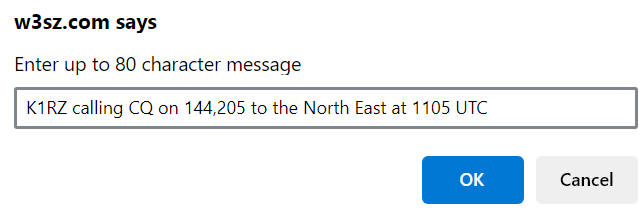 w3sz.com says
Enter up to 80 character message
K1RZ calling CQ on 144,205 to the North East at 1105 UTC
OK
Cancel